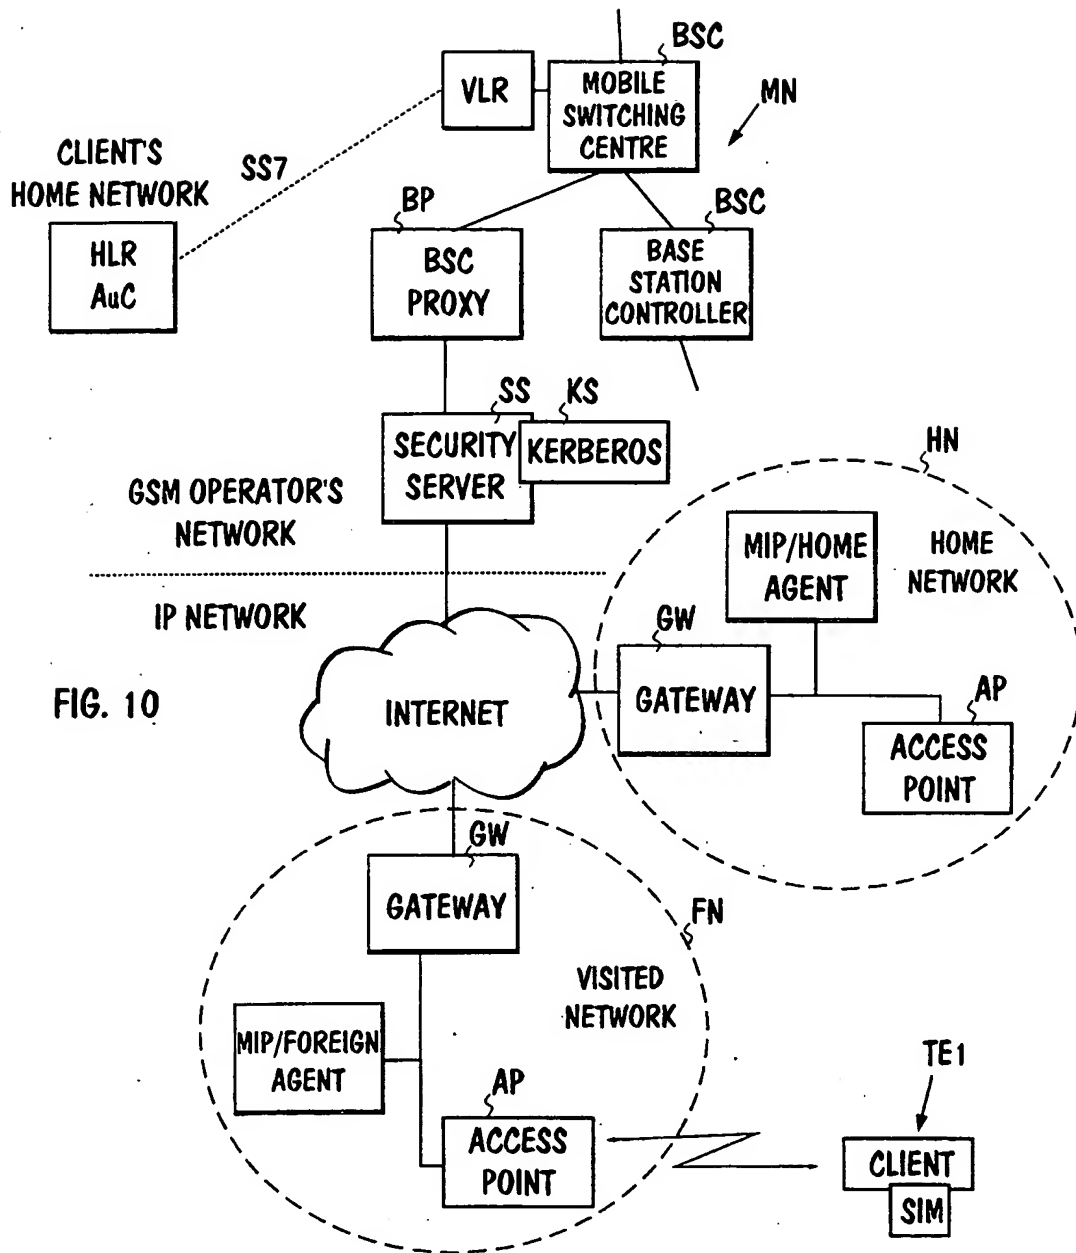 BSC
VLR
MOBILE
SWITCHING
CENTRE
MN
CLIENT'S
HOME NETWORK
SS7
HLR
AuC
BP
BSC
PROXY
BSC
BASE
STATION
CONTROLLER
SS
KS
SECURITY
SERVER
KERBEROS
GSM OPERATOR'S
NETWORK
IP NETWORK
HN
MIP/HOME
AGENT
HOME
NETWORK
GW
GATEWAY
AP
ACCESS
POINT
FIG. 10
INTERNET
GW
GATEWAY
FN
VISITED
NETWORK
MIP/FOREIGN
AGENT
AP
ACCESS
POINT
TE1
CLIENT
SIM